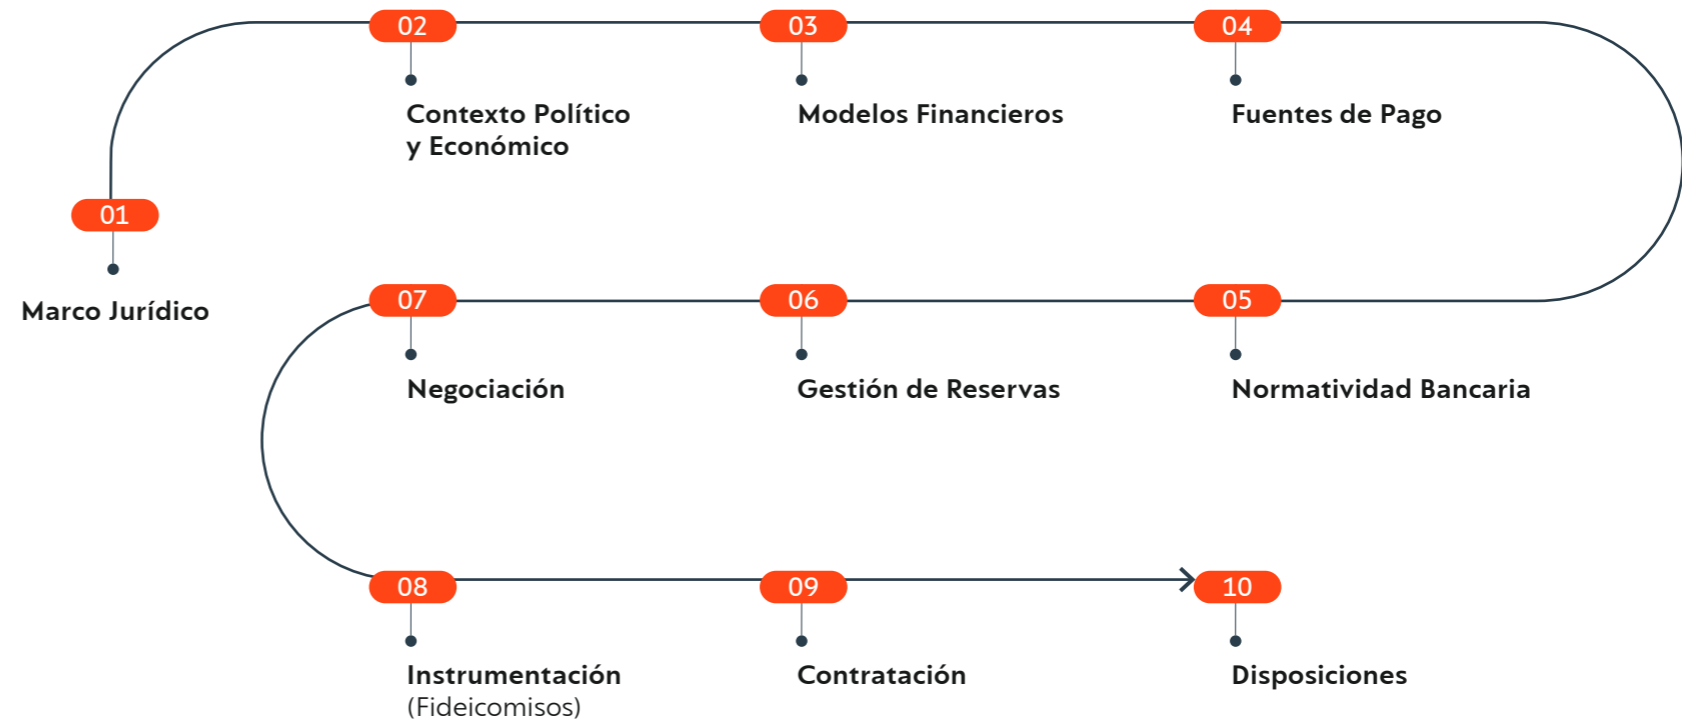 01
Marco Jurídico
02
Contexto Político
y Económico
03
Modelos Financieros
04
Fuentes de Pago
05
Normatividad Bancaria
06
Gestión de Reservas
07
Negociación
08
Instrumentación
(Fideicomisos)
09
Contratación
10
Disposiciones